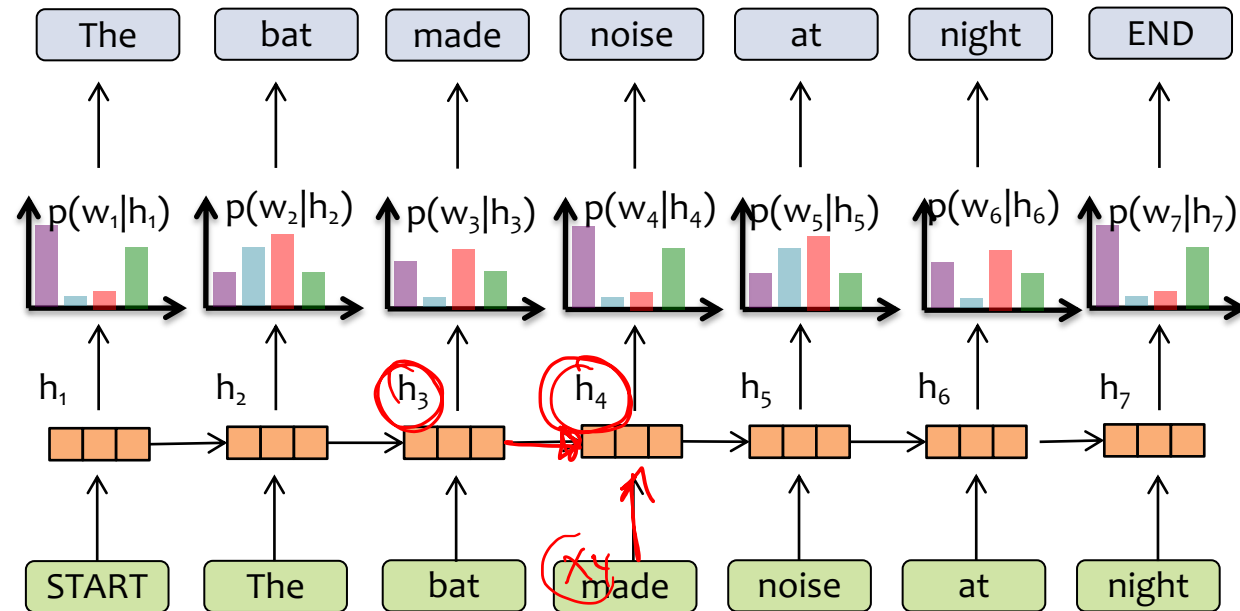 The bat made noise at night END
p(w₁|h₁) p(w₂|h₂) p(w₃|h₃) p(w₄|h₄) p(w₅|h₅) p(w₆|h₆) p(w₇|h₇)
h₁ h₂ h₃ h₄ h₅ h₆ h₇
START The bat x4 made noise at night